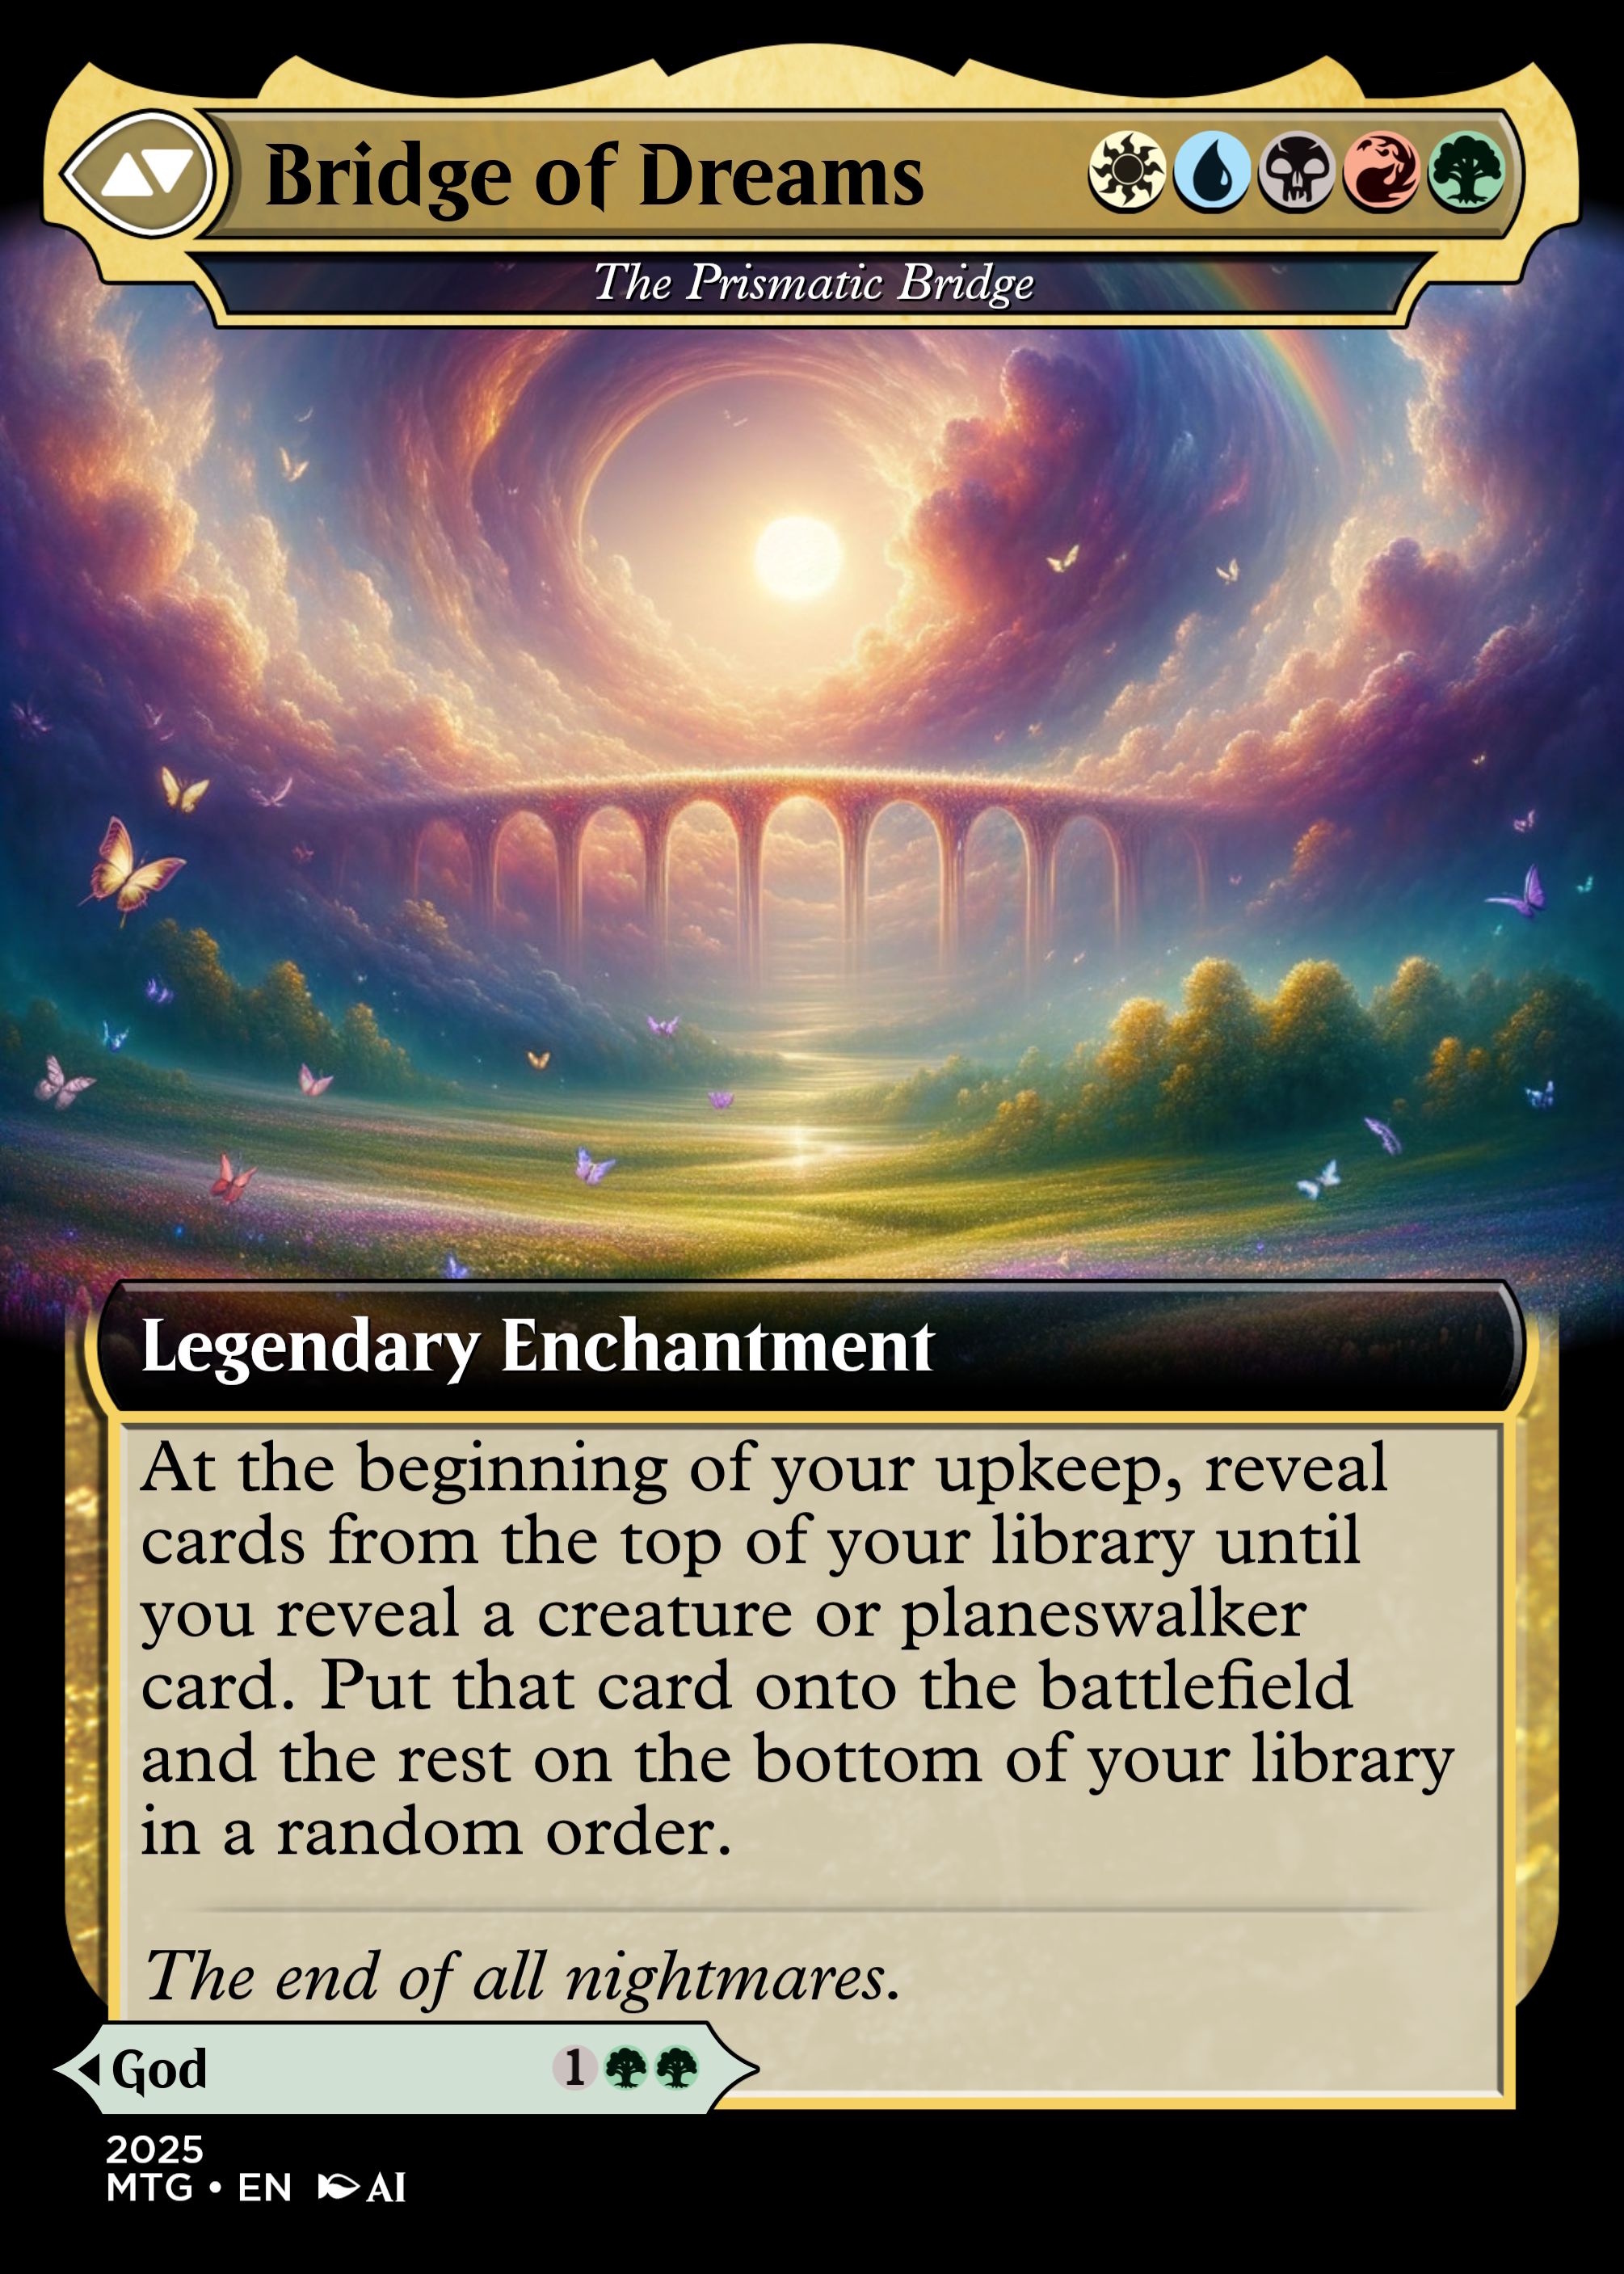 Bridge of Dreams
The Prismatic Bridge
Legendary Enchantment
At the beginning of your upkeep, reveal
cards from the top of your library until
you reveal a creature or planeswalker
card. Put that card onto the battlefield
and the rest on the bottom of your library
in a random order.
The end of all nightmares.
God 1
2025
MTG • EN AI